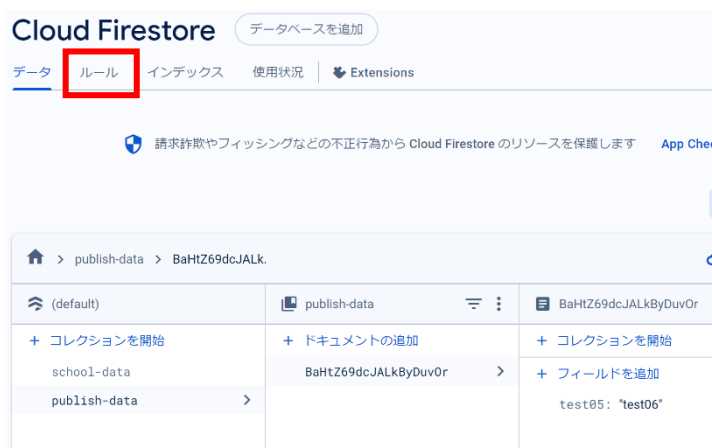 Cloud Firestore データベースを追加
データ ルール インデックス 使用状況 Extensions
請求詐欺やフィッシングなどの不正行為から Cloud Firestore のリソースを保護します App Chec
publish-data > BaHtZ69dcJALk.
(default) publish-data BaHtZ69dcJALkByDuvOr
+ コレクションを開始 + ドキュメントの追加 + コレクションを開始
school-data BaHtZ69dcJALkByDuvOr > + フィールドを追加
publish-data > test05: "test06"